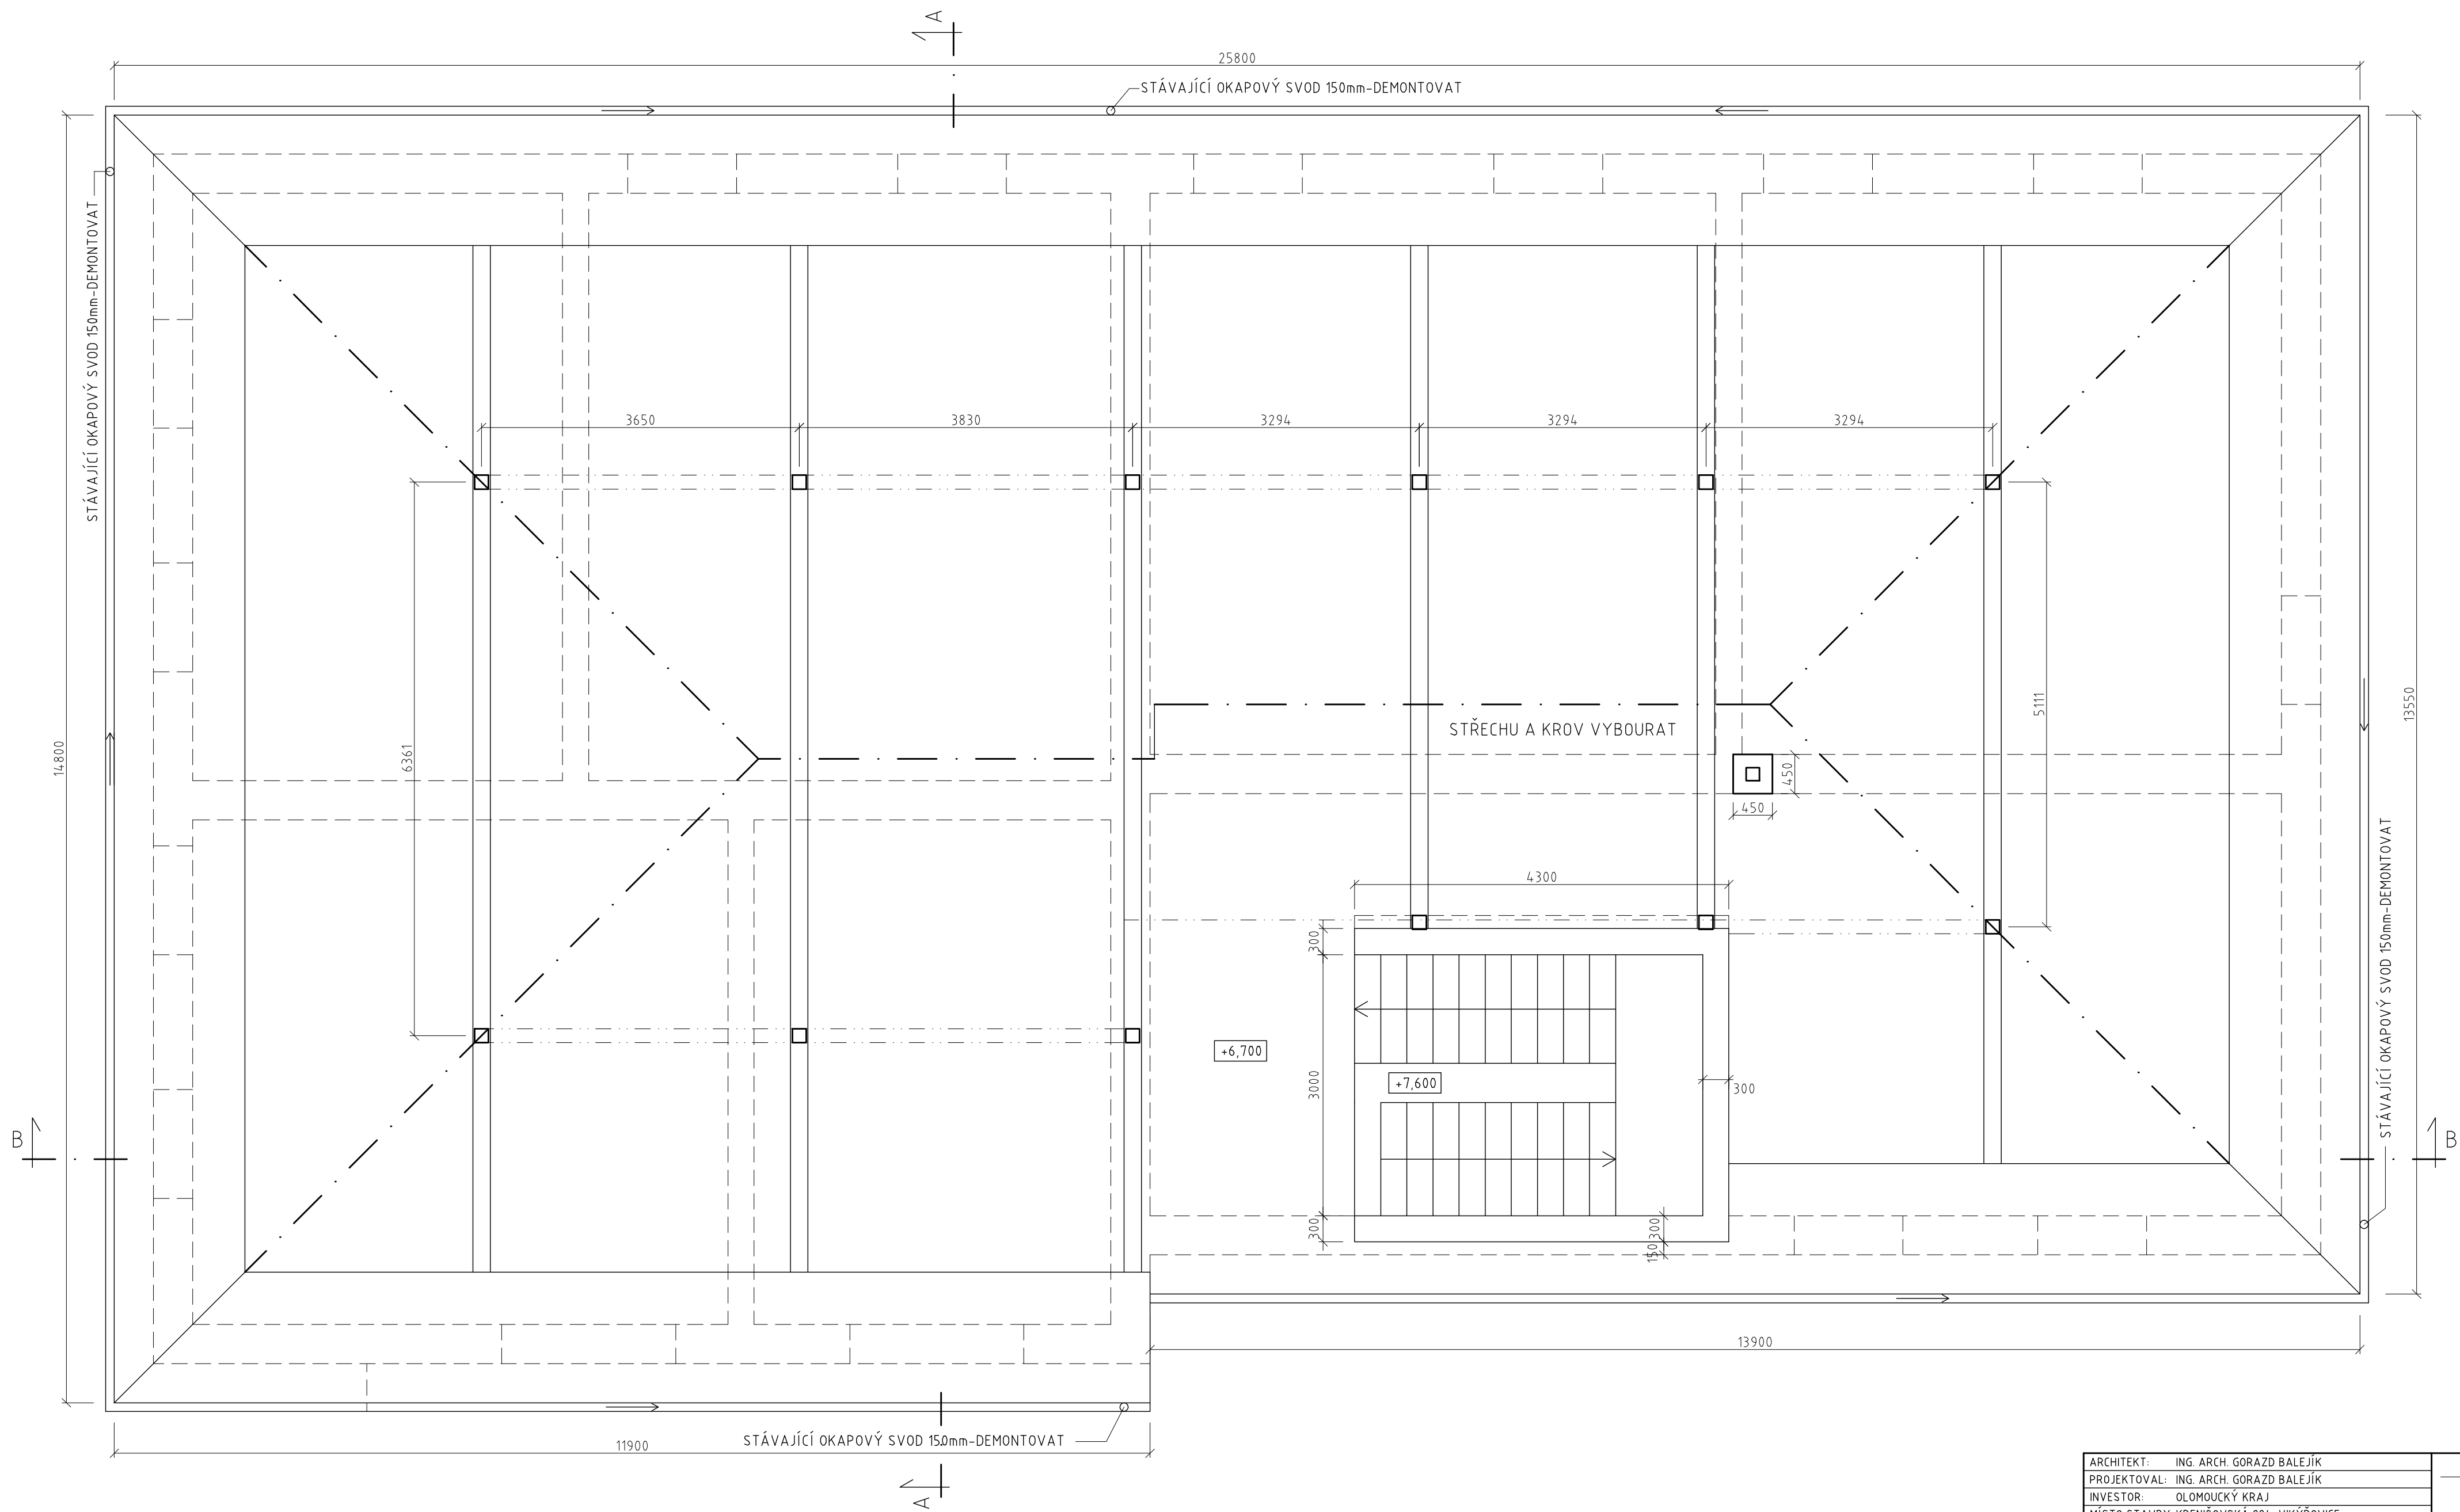 A
25800
STÁVAJÍCÍ OKAPOVÝ SVOD 150mm-DEMONTOVAT
STÁVAJÍCÍ OKAPOVÝ SVOD 150mm-DEMONTOVAT
3650
3830
3294
3294
3294
14800
6361
5111
13550
STŘECHU A KROV VYBOURAT
450
450
4300
300
STÁVAJÍCÍ OKAPOVÝ SVOD 150mm-DEMONTOVAT
+6,700
3000
+7,600
300
B
B
300
300
150
13900
11900
STÁVAJÍCÍ OKAPOVÝ SVOD 150mm-DEMONTOVAT
A
ARCHITEKT: ING. ARCH. GORAZD BALEJÍK
PROJEKTOVAL: ING. ARCH. GORAZD BALEJÍK
INVESTOR: OLOMOUCKÝ KRAJ